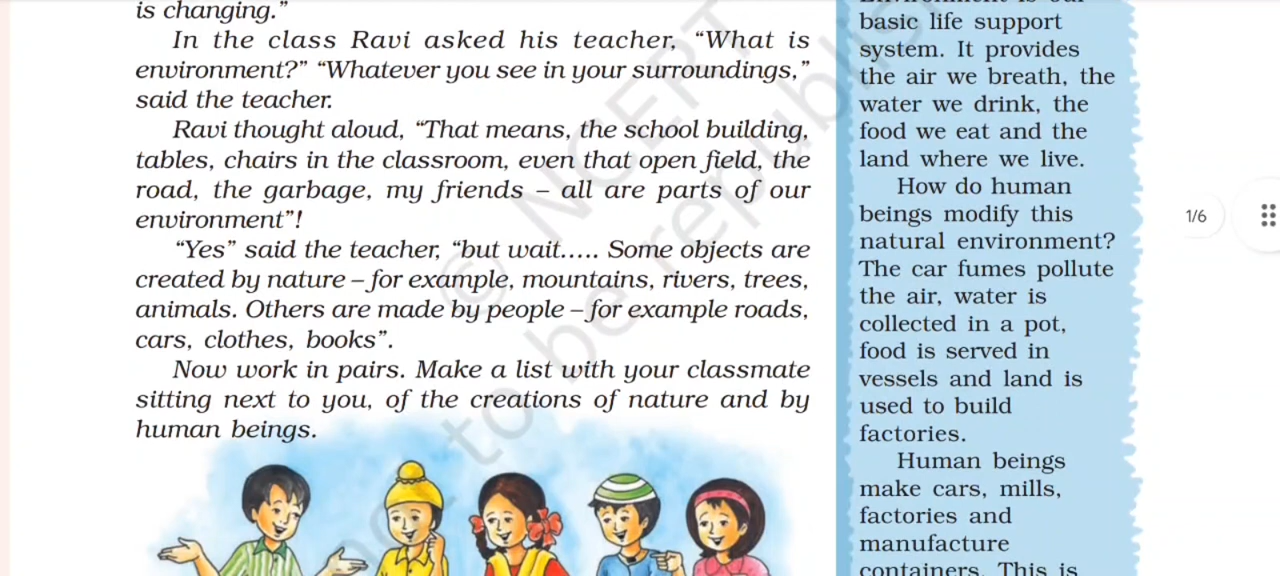 is changing.”
In the class Ravi asked his teacher, “What is
environment?” “Whatever you see in your surroundings,”
said the teacher.
Ravi thought aloud, “That means, the school building,
tables, chairs in the classroom, even that open field, the
road, the garbage, my friends – all are parts of our
environment”!
“Yes” said the teacher, “but wait..... Some objects are
created by nature – for example, mountains, rivers, trees,
animals. Others are made by people – for example roads,
cars, clothes, books”.
Now work in pairs. Make a list with your classmate
sitting next to you, of the creations of nature and by
human beings.
Environment is our
basic life support
system. It provides
the air we breath, the
water we drink, the
food we eat and the
land where we live.
How do human
beings modify this
natural environment?
The car fumes pollute
the air, water is
collected in a pot,
food is served in
vessels and land is
used to build
factories.
Human beings
make cars, mills,
factories and
manufacture
containers. This is
1/6
© NCERT
to be republis